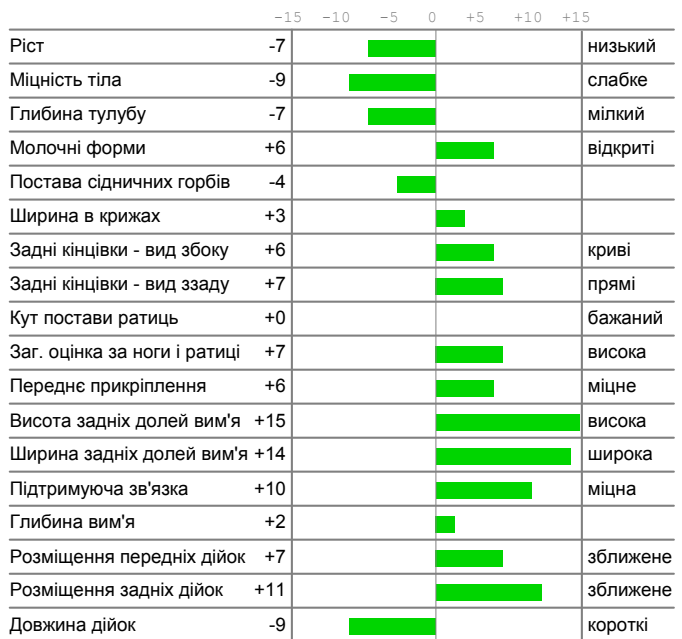 -15 -10 -5 0 +5 +10 +15
Ріст -7 низький
Міцність тіла -9 слабке
Глибина тулубу -7 мілкий
Молочні форми +6 відкриті
Постава сідничних горбів -4
Ширина в крижах +3
Задні кінцівки - вид збоку +6 криві
Задні кінцівки - вид ззаду +7 прямі
Кут постави ратиць +0 бажаний
Заг. оцінка за ноги і ратиці +7 висока
Переднє прикріплення +6 міцне
Висота задніх долей вим'я +15 висока
Ширина задніх долей вим'я +14 широка
Підтримуюча зв'язка +10 міцна
Глибина вим'я +2
Розміщення передніх дійок +7 зближене
Розміщення задніх дійок +11 зближене
Довжина дійок -9 короткі